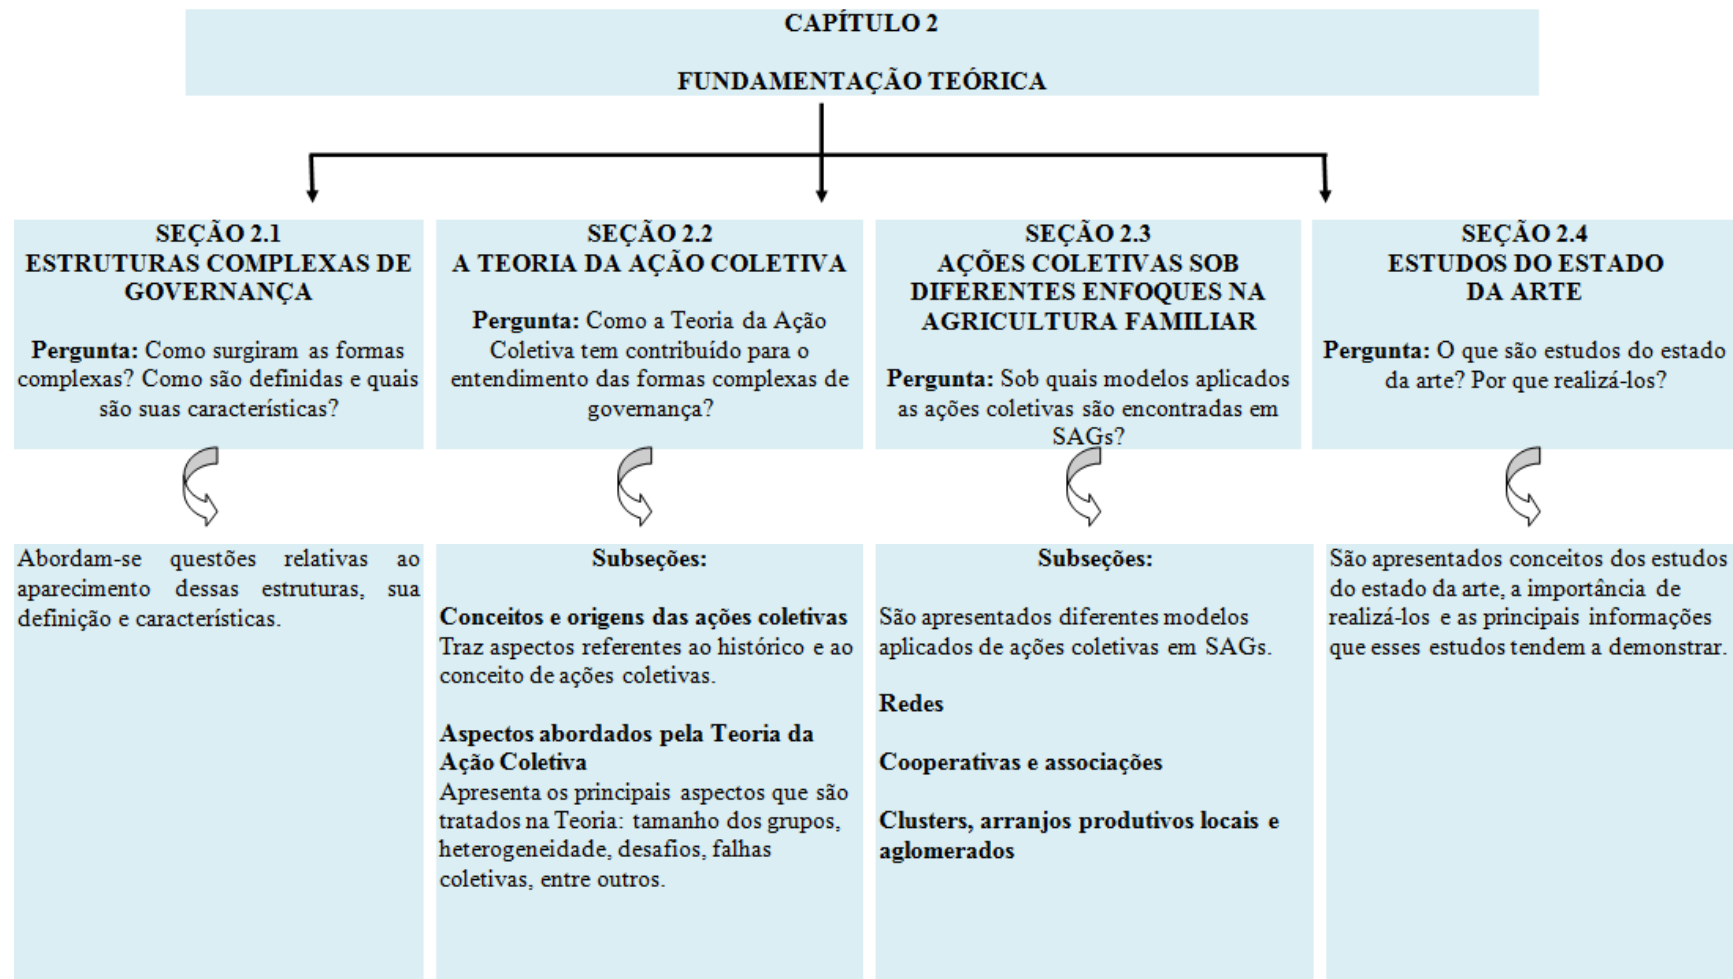 CAPÍTULO 2
FUNDAMENTAÇÃO TEÓRICA
SEÇÃO 2.1
ESTRUTURAS COMPLEXAS DE
GOVERNANÇA
Pergunta: Como surgiram as formas
complexas? Como são definidas e quais
são suas características?
SEÇÃO 2.2
A TEORIA DA AÇÃO COLETIVA
Pergunta: Como a Teoria da Ação
Coletiva tem contribuído para o
entendimento das formas complexas de
governança?
SEÇÃO 2.3
AÇÕES COLETIVAS SOB
DIFERENTES ENFOQUES NA
AGRICULTURA FAMILIAR
Pergunta: Sob quais modelos aplicados
as ações coletivas são encontradas em
SAGs?
SEÇÃO 2.4
ESTUDOS DO ESTADO
DA ARTE
Pergunta: O que são estudos do estado
da arte? Por que realizá-los?
Abordam-se questões relativas ao
aparecimento dessas estruturas, sua
definição e características.
Subseções:
Conceitos e origens das ações coletivas
Traz aspectos referentes ao histórico e ao
conceito de ações coletivas.
Aspectos abordados pela Teoria da
Ação Coletiva
Apresenta os principais aspectos que são
tratados na Teoria: tamanho dos grupos,
heterogeneidade, desafios, falhas
coletivas, entre outros.
Subseções:
São apresentados diferentes modelos
aplicados de ações coletivas em SAGs.
Redes
Cooperativas e associações
Clusters, arranjos produtivos locais e
aglomerados
São apresentados conceitos dos estudos
do estado da arte, a importância de
realizá-los e as principais informações
que esses estudos tendem a demonstrar.